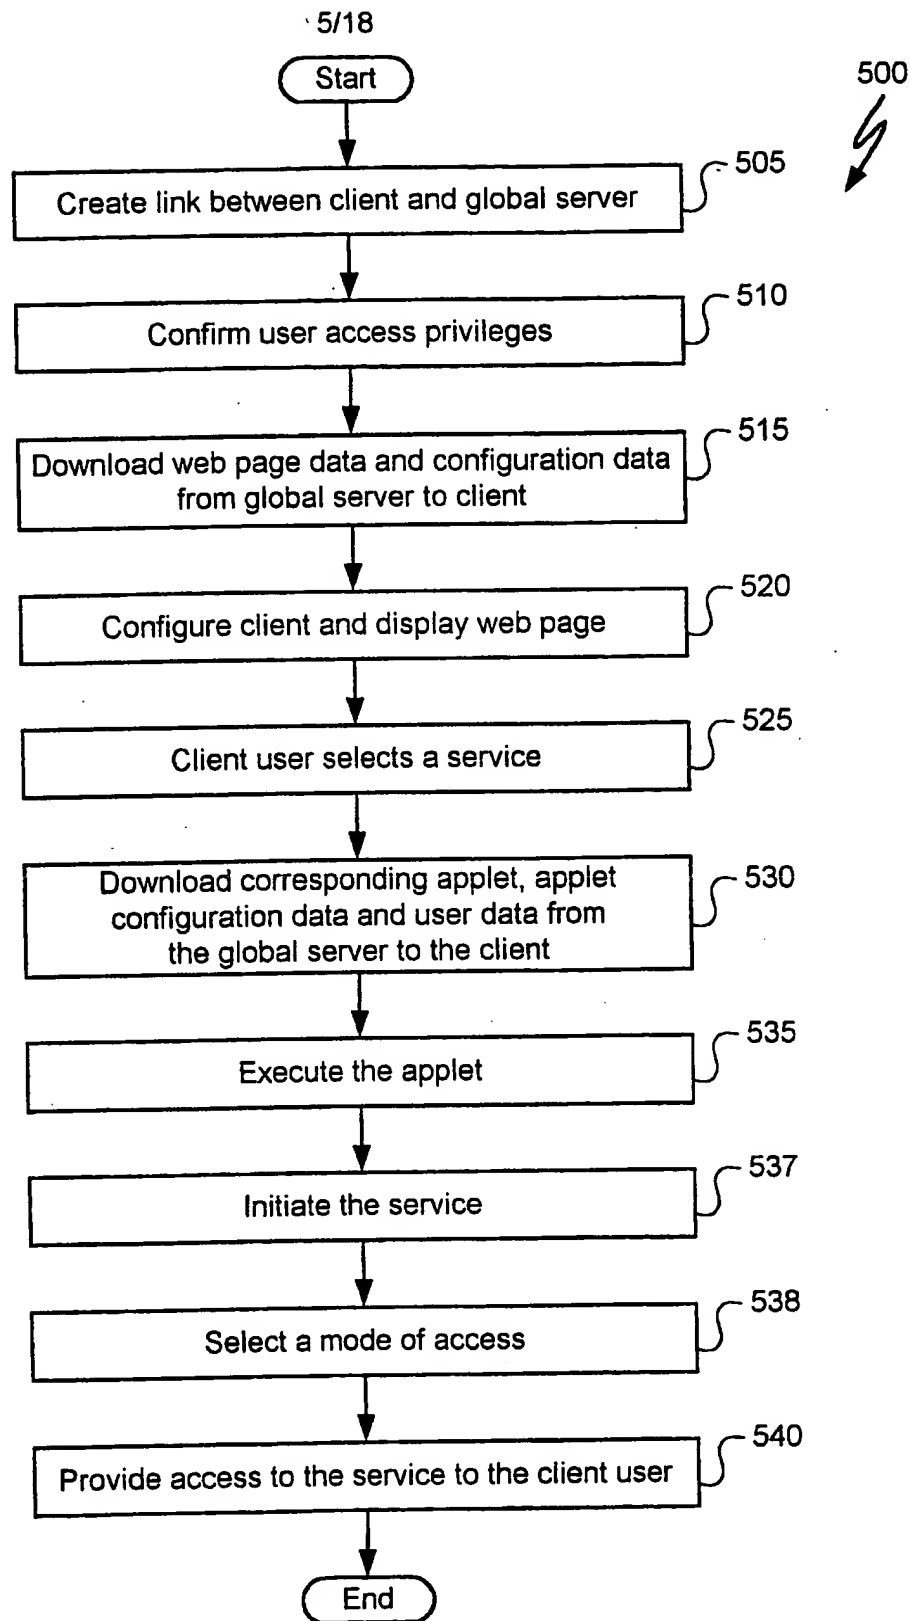 5/18
Start
500
505
Create link between client and global server
510
Confirm user access privileges
515
Download web page data and configuration data
from global server to client
520
Configure client and display web page
525
Client user selects a service
530
Download corresponding applet, applet
configuration data and user data from
the global server to the client
535
Execute the applet
537
Initiate the service
538
Select a mode of access
540
Provide access to the service to the client user
End